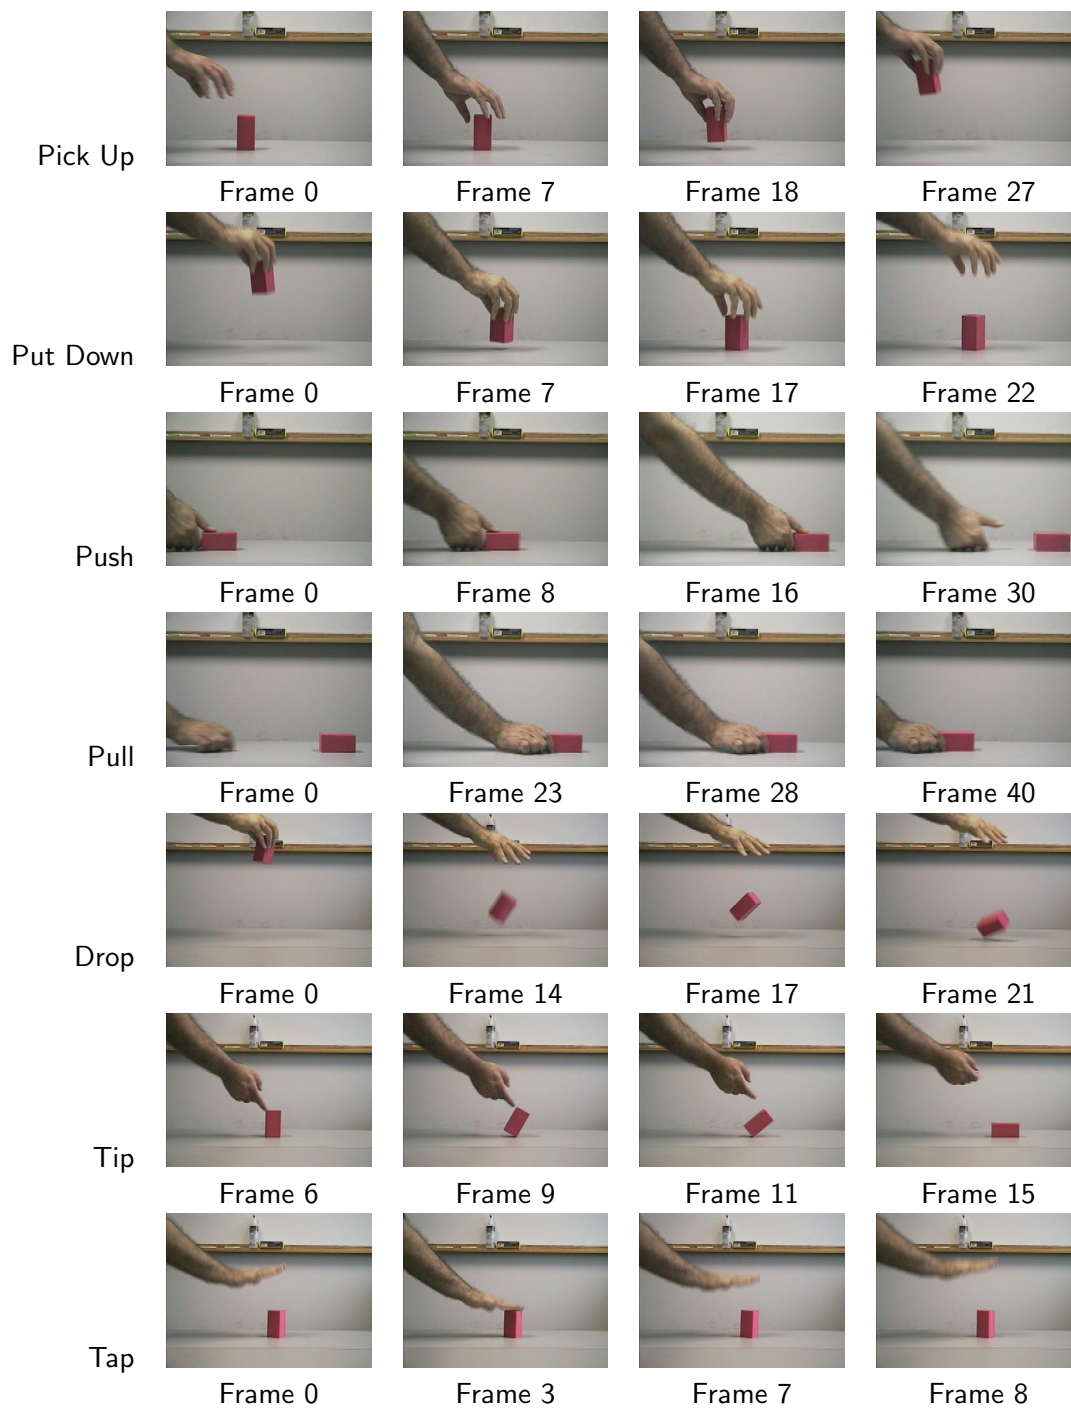 Pick Up
Frame 0 Frame 7 Frame 18 Frame 27
Put Down
Frame 0 Frame 7 Frame 17 Frame 22
Push
Frame 0 Frame 8 Frame 16 Frame 30
Pull
Frame 0 Frame 23 Frame 28 Frame 40
Drop
Frame 0 Frame 14 Frame 17 Frame 21
Tip
Frame 6 Frame 9 Frame 11 Frame 15
Tap
Frame 0 Frame 3 Frame 7 Frame 8